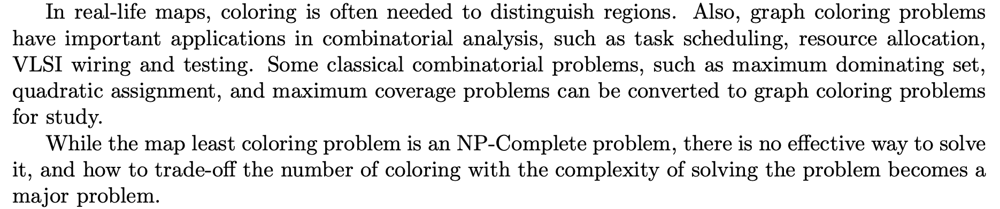 In real-life maps, coloring is often needed to distinguish regions. Also, graph coloring problems
have important applications in combinatorial analysis, such as task scheduling, resource allocation,
VLSI wiring and testing. Some classical combinatorial problems, such as maximum dominating set,
quadratic assignment, and maximum coverage problems can be converted to graph coloring problems
for study.
While the map least coloring problem is an NP-Complete problem, there is no effective way to solve
it, and how to trade-off the number of coloring with the complexity of solving the problem becomes a
major problem.